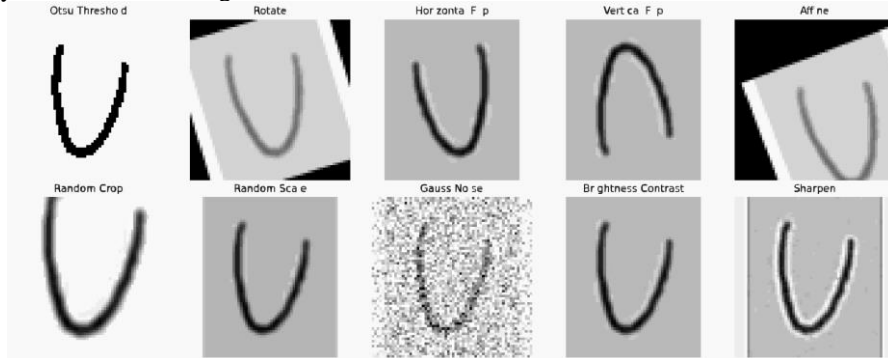 Otsu Thresho d Rotate Hor zonta F p Vert ca F p Aff ne
Random Crop Random Sca e Gauss No se Br ghtness Contrast Sharpen